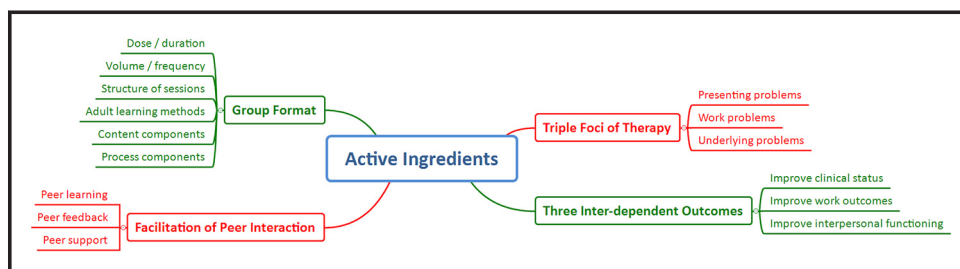 Dose / duration
Volume / frequency
Structure of sessions
Adult learning methods
Content components
Process components
Group Format
Peer learning
Peer feedback
Peer support
Facilitation of Peer Interaction
Active Ingredients
Triple Foci of Therapy
Presenting problems
Work problems
Underlying problems
Three Inter-dependent Outcomes
Improve clinical status
Improve work outcomes
Improve interpersonal functioning